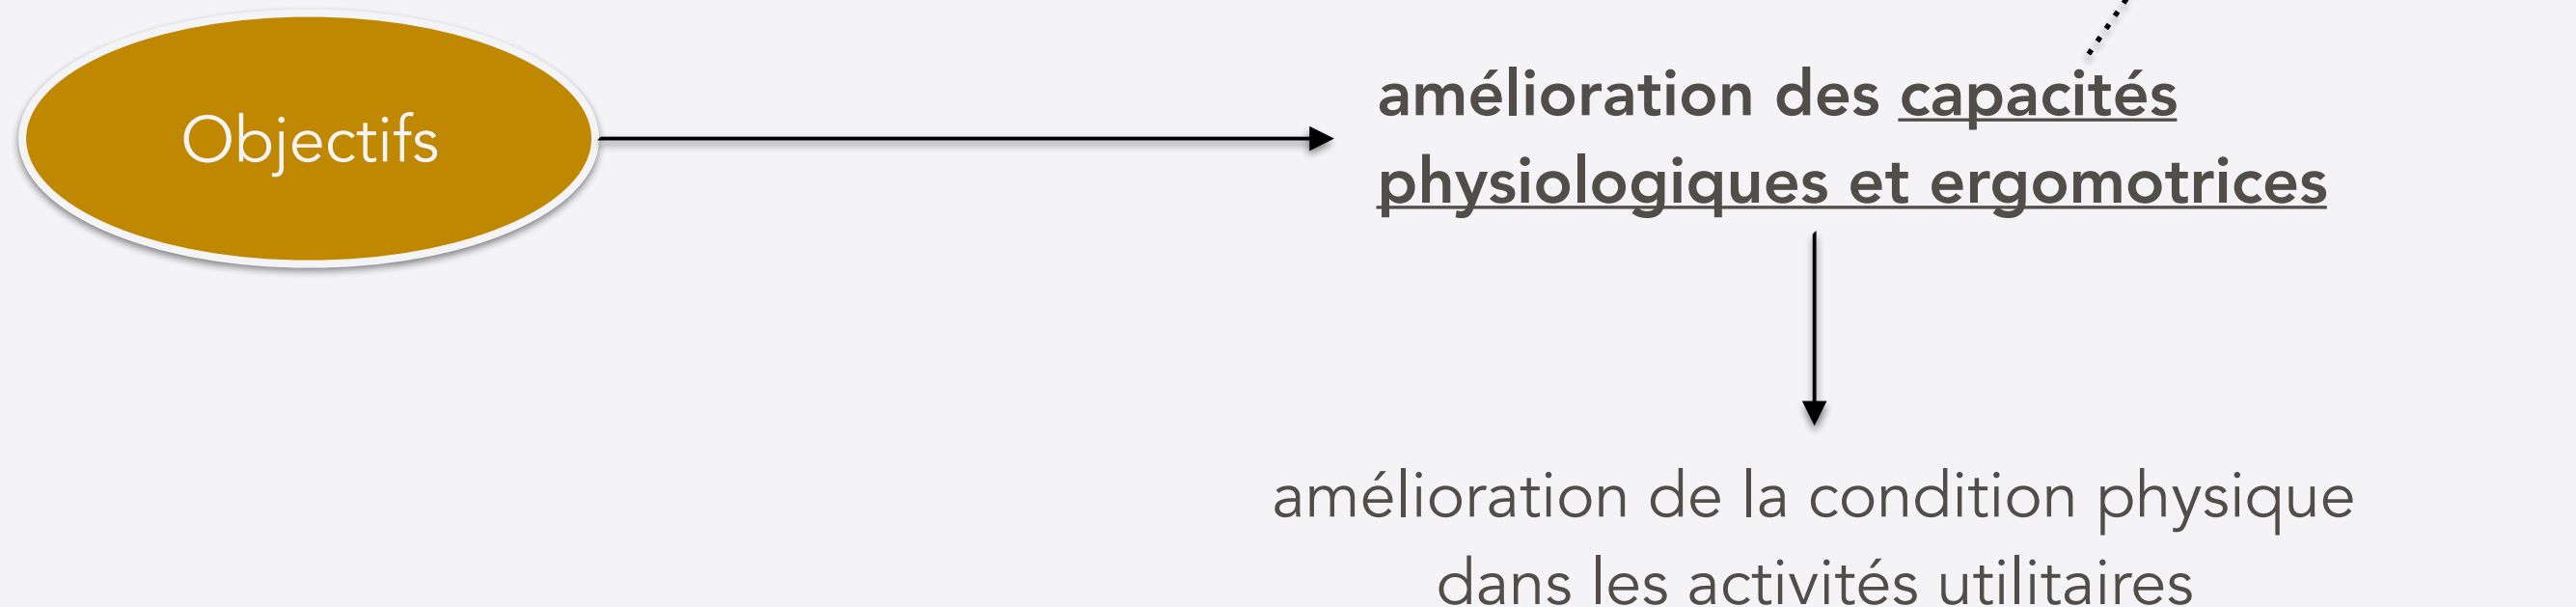 Objectifs
amélioration des capacités
physiologiques et ergomotrices
amélioration de la condition physique
dans les activités utilitaires